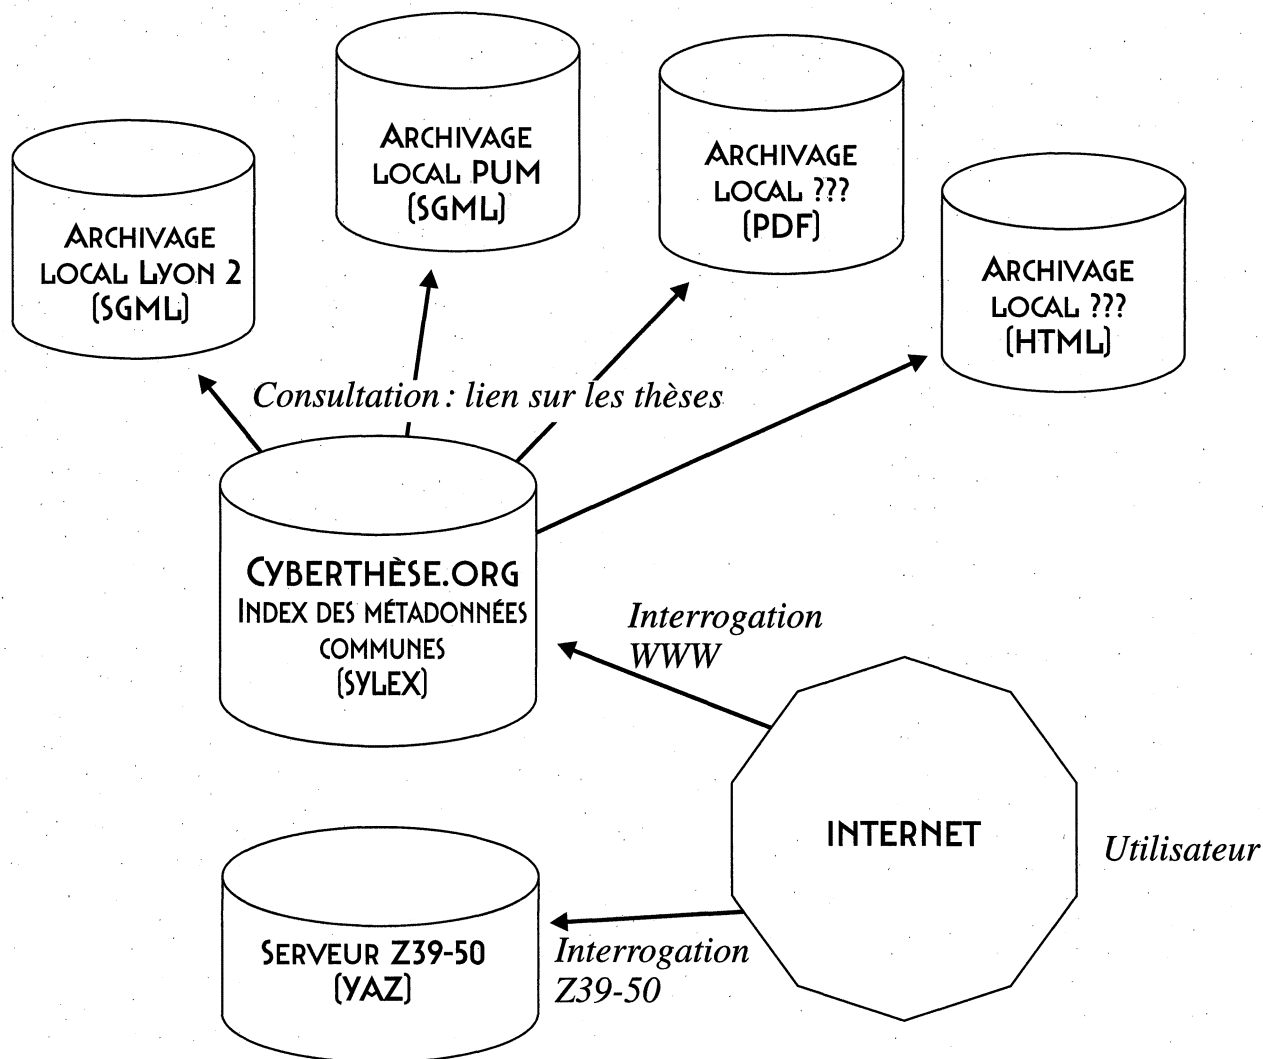 ARCHIVAGE
LOCAL PUM
(SGML)
ARCHIVAGE
LOCAL ???
(PDF)
ARCHIVAGE
LOCAL LYON 2
(SGML)
ARCHIVAGE
LOCAL ???
(HTML)
Consultation : lien sur les thèses
CYBERTHÈSE.ORG
INDEX DES MÉTADONNÉES
COMMUNES
(SYLEX)
Interrogation
WWW
INTERNET
Utilisateur
SERVEUR Z39-50
(YAZ)
Interrogation
Z39-50